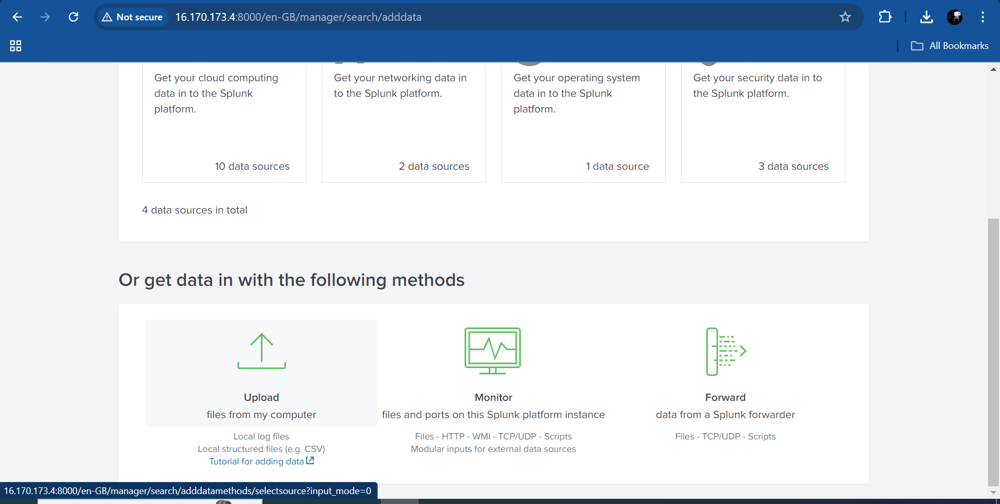 Not secure
16.170.173.4:8000/en-GB/manager/search/adddata
All Bookmarks
Get your cloud computing
data in to the Splunk
platform.
10 data sources
Get your networking data in
to the Splunk platform.
2 data sources
Get your operating system
data in to the Splunk
platform.
1 data source
Get your security data in to
the Splunk platform.
3 data sources
4 data sources in total
Or get data in with the following methods
Upload
files from my computer
Local log files
Local structured files (e.g. CSV)
Tutorial for adding data
Monitor
files and ports on this Splunk platform instance
Files - HTTP - WMI - TCP/UDP - Scripts
Modular inputs for external data sources
Forward
data from a Splunk forwarder
Files - TCP/UDP - Scripts
16.170.173.4:8000/en-GB/manager/search/adddatamethods/selectsource?input_mode=0